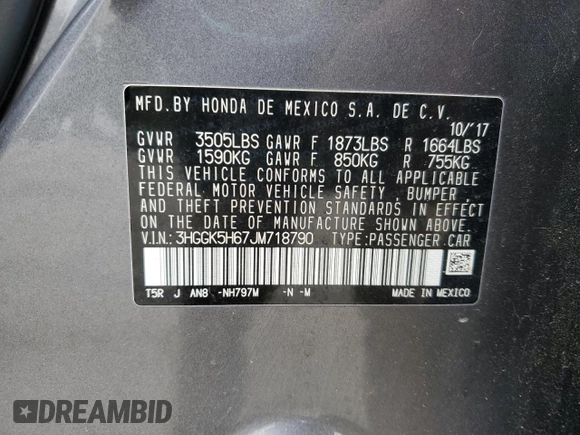 MFD.BY HONDA DE MEXICO S.A. DE C.V.
10/'17
GVWR 3505LBS GAWR F 1873LBS R 1664LBS
GVWR 1590KG GAWR F 850KG R 755KG
THIS VEHICLE CONFORMS TO ALL APPLICABLE
FEDERAL MOTOR VEHICLE SAFETY, BUMPER,
AND THEFT PREVENTION STANDARDS IN EFFECT
ON THE DATE OF MANUFACTURE SHOWN ABOVE.
V.I.N.: 3HGGK5H67JM718790 TYPE:PASSENGER CAR
T5R J AN8 -NH797M -N -M MADE IN MEXICO
DREAMBID